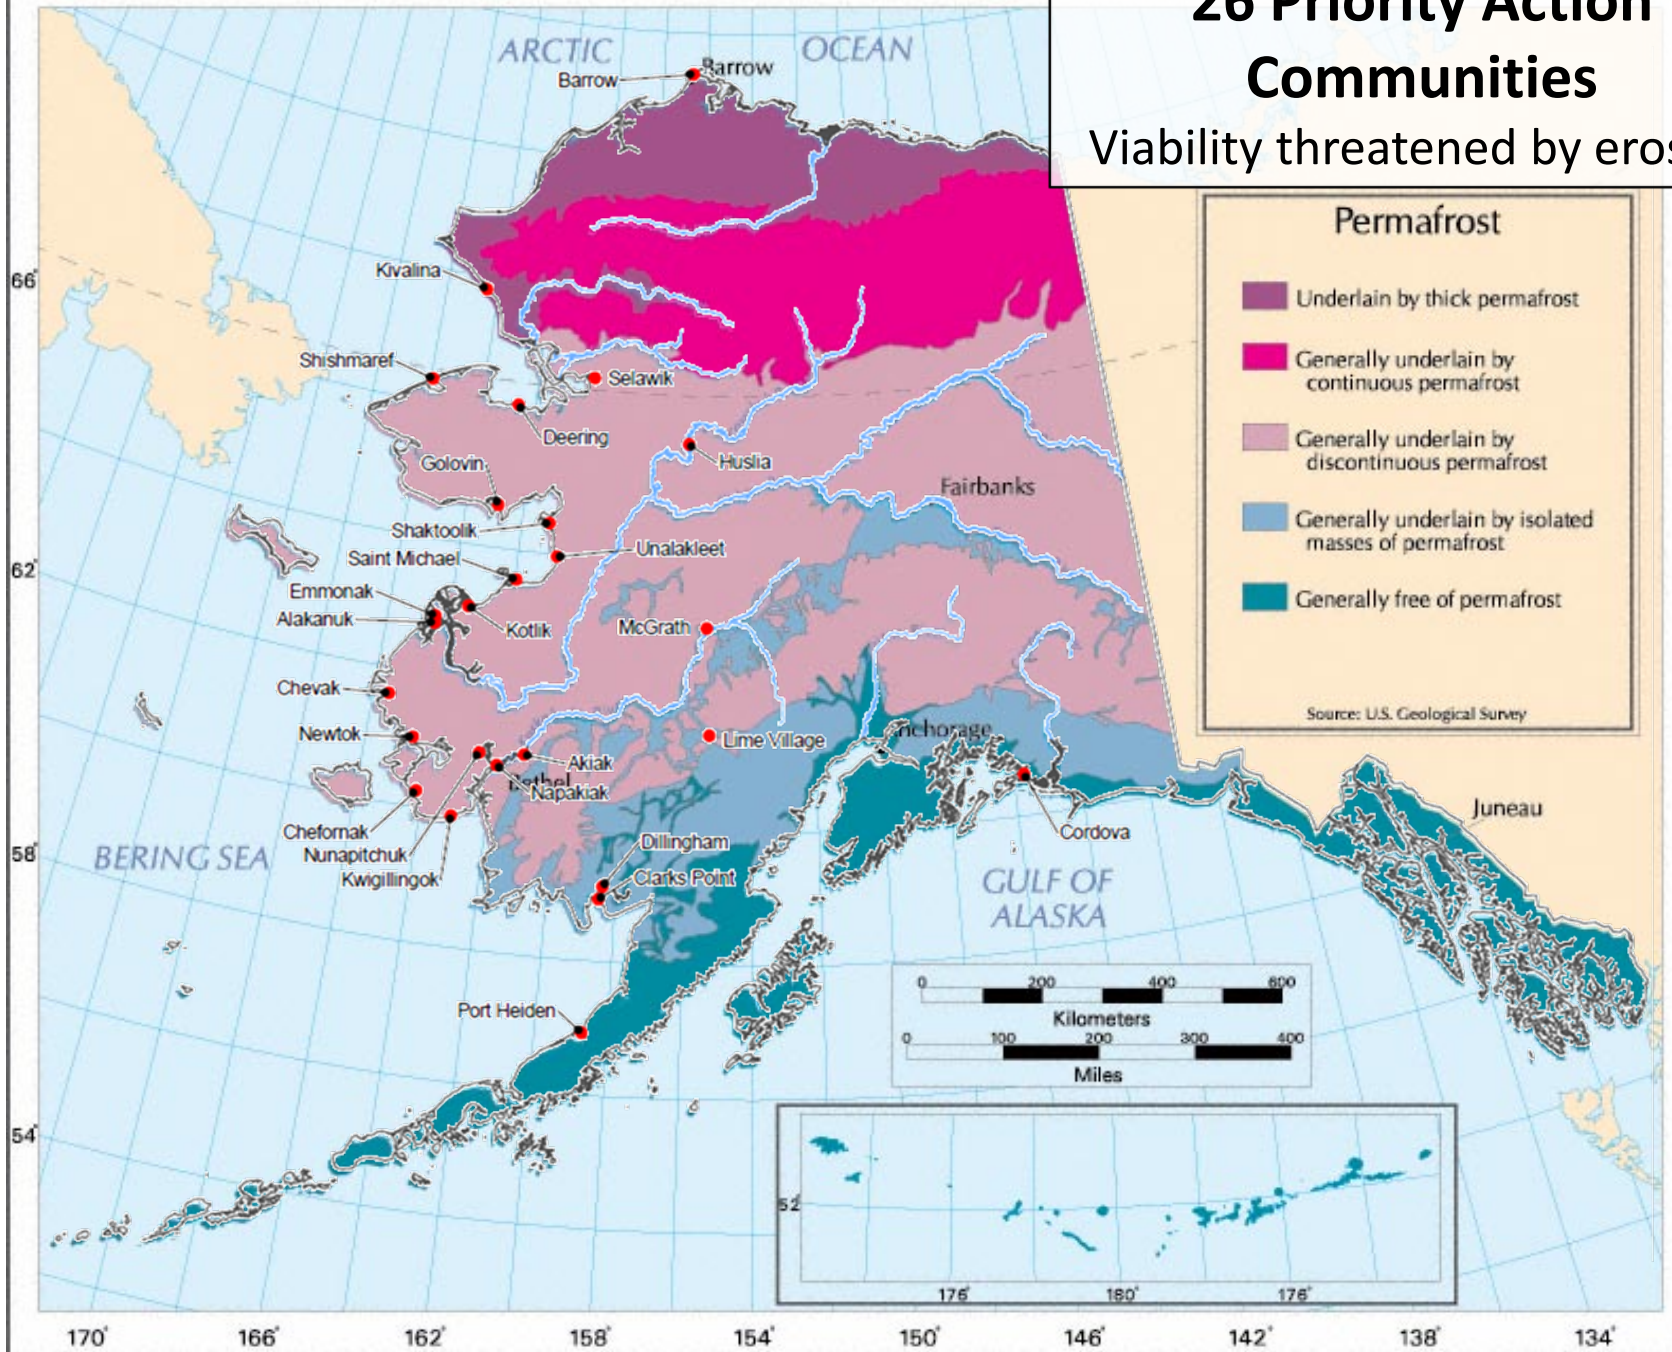 26 Priority Action
Communities
Viability threatened by eros
ARCTIC OCEAN
Barrow
Barrow
Permafrost
Underlain by thick permafrost
Generally underlain by
continuous permafrost
Generally underlain by
discontinuous permafrost
Generally underlain by isolated
masses of permafrost
Generally free of permafrost
Source: U.S. Geological Survey
66°
Kivalina
Shishmaref
Selawik
Deering
Golovin
Huslia
Fairbanks
Shaktoolik
Unalakleet
Saint Michael
62°
Emmonak
Alakanuk
Kotlik
McGrath
Chevak
Newtok
Lime Village
Anchorage
Akiak
Bethel
Napakiak
Chefornak
Nunapitchuk
Kwigillingok
58°
BERING SEA
Dillingham
Clarks Point
Cordova
Juneau
GULF OF
ALASKA
0 200 400 600
Kilometers
0 100 200 300 400
Miles
Port Heiden
54°
52°
176° 180° 176°
170° 166° 162° 158° 154° 150° 146° 142° 138° 134°